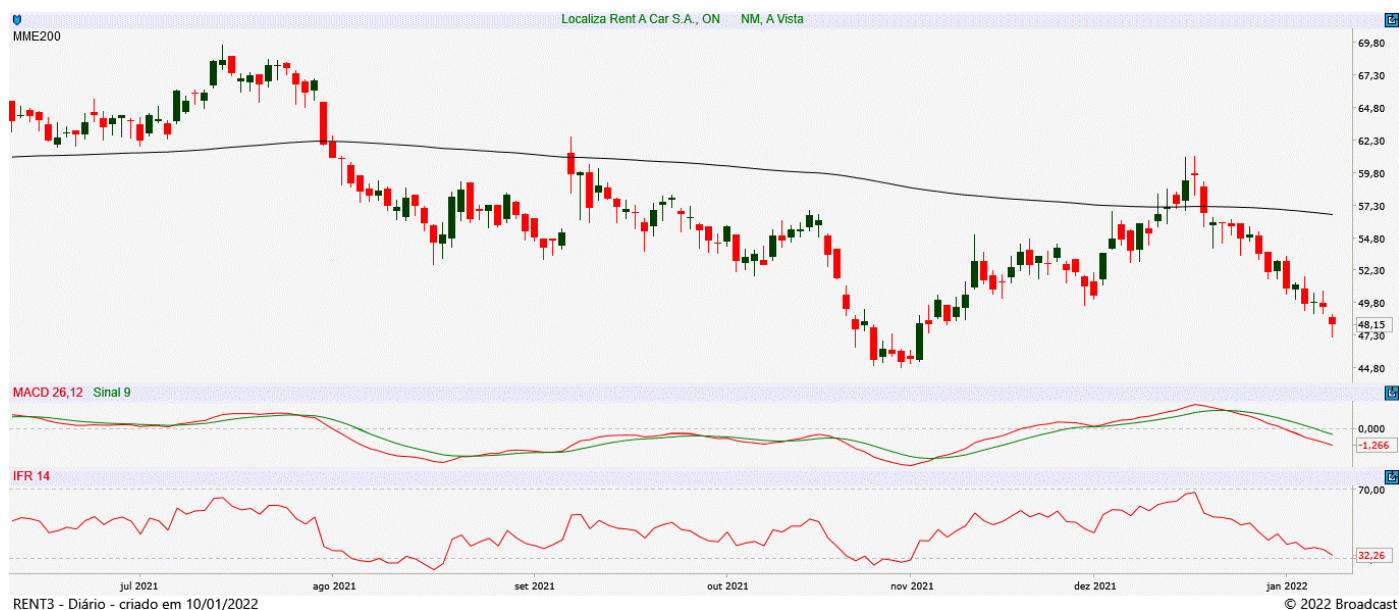 Localiza Rent A Car S.A., ON NM, A Vista
MME200
69,80
67,30
64,80
62,30
59,80
57,30
54,80
52,30
49,80
48,15
47,30
44,80
MACD 26,12 Sinal 9
0,000
-1.266
IFR 14
70,00
32,26
jul 2021 ago 2021 set 2021 out 2021 nov 2021 dez 2021 jan 2022
RENT3 - Diário - criado em 10/01/2022 © 2022 Broadcast